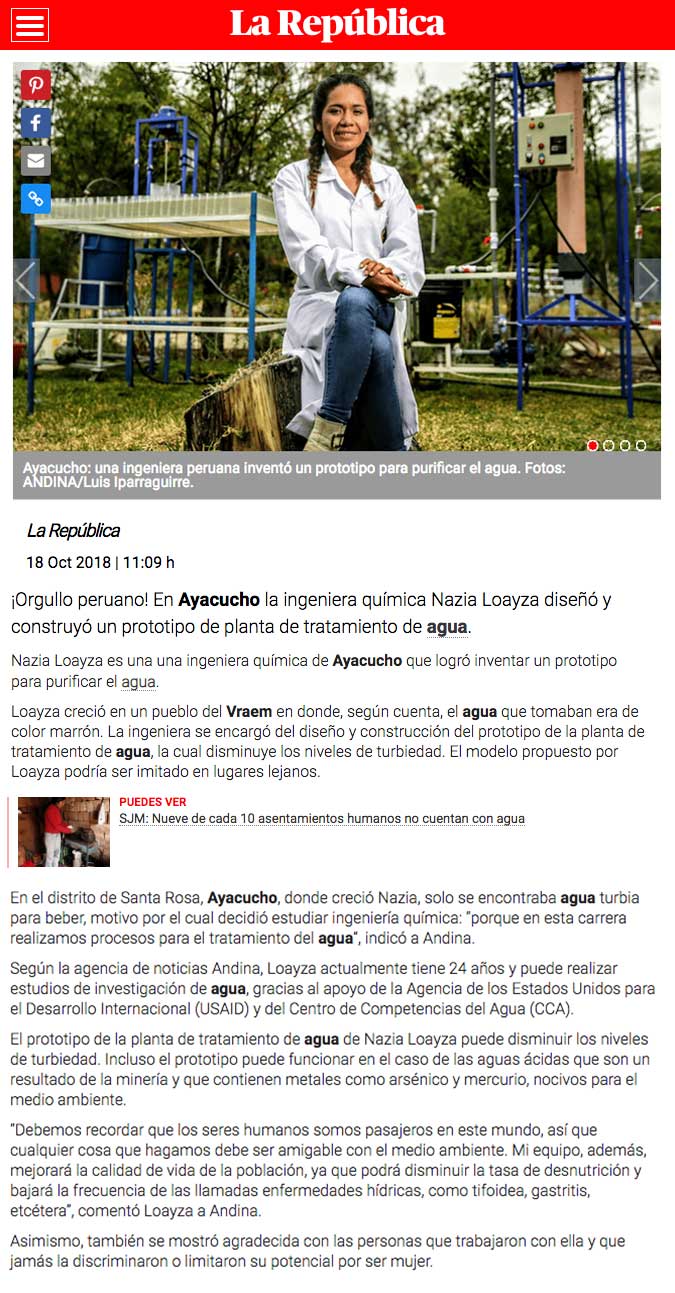 La República
Ayacucho: una ingeniera peruana inventó un prototipo para purificar el agua. Fotos:
ANDINA/Luis Iparraguirre.
La República
18 Oct 2018 | 11:09 h
¡Orgullo peruano! En Ayacucho la ingeniera química Nazia Loayza diseñó y
construyó un prototipo de planta de tratamiento de agua.
Nazia Loayza es una una ingeniera química de Ayacucho que logró inventar un prototipo
para purificar el agua.
Loayza creció en un pueblo del Vraem en donde, según cuenta, el agua que tomaban era de
color marrón. La ingeniera se encargó del diseño y construcción del prototipo de la planta de
tratamiento de agua, la cual disminuye los niveles de turbiedad. El modelo propuesto por
Loayza podría ser imitado en lugares lejanos.
PUEDES VER
SJM: Nueve de cada 10 asentamientos humanos no cuentan con agua
En el distrito de Santa Rosa, Ayacucho, donde creció Nazia, solo se encontraba agua turbia
para beber, motivo por el cual decidió estudiar ingeniería química: “porque en esta carrera
realizamos procesos para el tratamiento del agua”, indicó a Andina.
Según la agencia de noticias Andina, Loayza actualmente tiene 24 años y puede realizar
estudios de investigación de agua, gracias al apoyo de la Agencia de los Estados Unidos para
el Desarrollo Internacional (USAID) y del Centro de Competencias del Agua (CCA).
El prototipo de la planta de tratamiento de agua de Nazia Loayza puede disminuir los niveles
de turbiedad. Incluso el prototipo puede funcionar en el caso de las aguas ácidas que son un
resultado de la minería y que contienen metales como arsénico y mercurio, nocivos para el
medio ambiente.
“Debemos recordar que los seres humanos somos pasajeros en este mundo, así que
cualquier cosa que hagamos debe ser amigable con el medio ambiente. Mi equipo, además,
mejorará la calidad de vida de la población, ya que podrá disminuir la tasa de desnutrición y
bajará la frecuencia de las llamadas enfermedades hídricas, como tifoidea, gastritis,
etcétera”, comentó Loayza a Andina.
Asimismo, también se mostró agradecida con las personas que trabajaron con ella y que
jamás la discriminaron o limitaron su potencial por ser mujer.